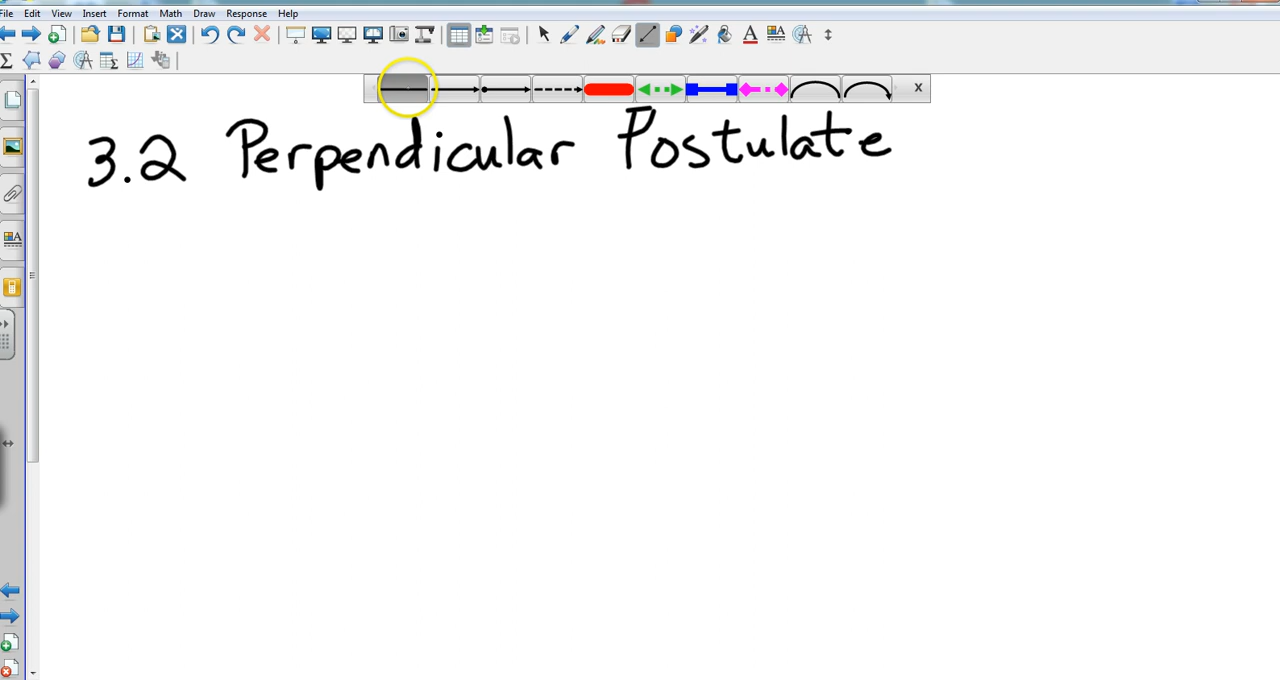 File Edit View Insert Format Math Draw Response Help
3.2 Perpendicular Postulate